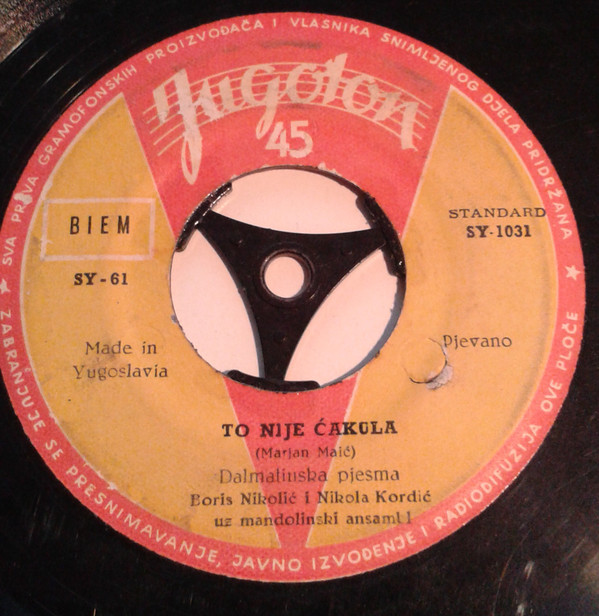 SVA PRAVA GRAMOFONSKIH PROIZVOĐAČA I VLASNIKA SNIMLJENOG DJELA PRIDRŽANA
Jugoton
45
BIEM
SY-61
STANDARD
SY-1031
Made in
Yugoslavia
Pjevano
TO NIJE ĆAKULA
(Marjan Maić)
Dalmatinska pjesma
Boris Nikolić i Nikola Kordić
uz mandolinski ansambl
ZABRANJUJE SE PRESNIMAVANJE, JAVNO IZVOĐENJE I RADIODIFUZIJA OVE PLOČE